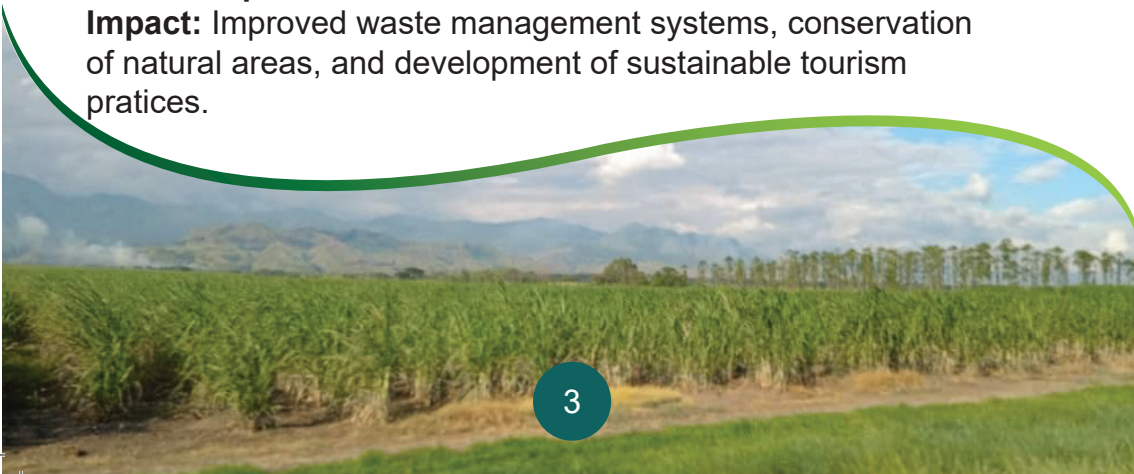 Impact: Improved waste management systems, conservation
of natural areas, and development of sustainable tourism
pratices.
3